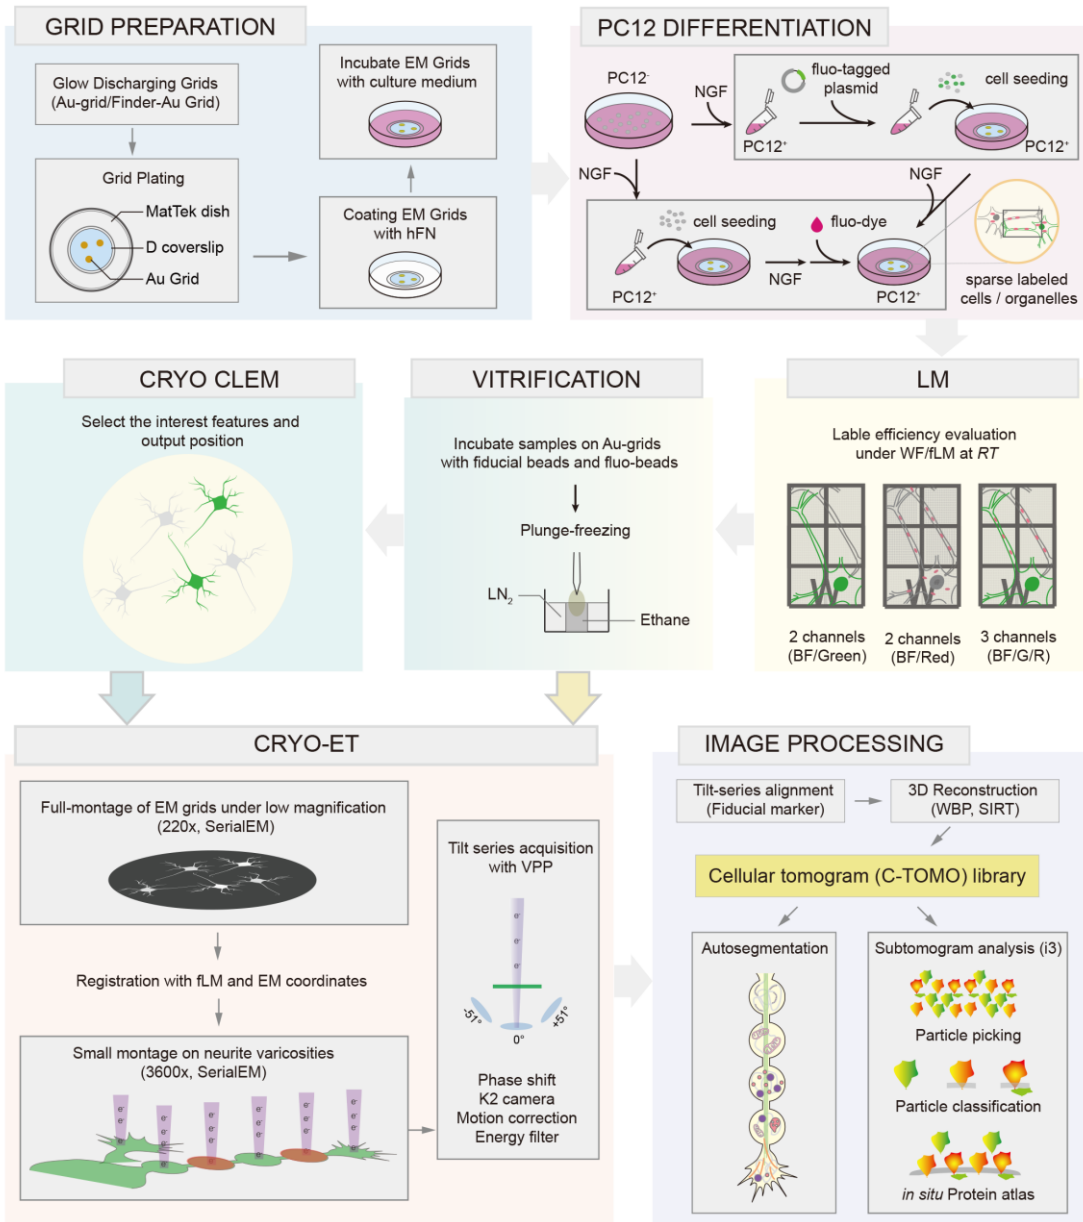 GRID PREPARATION
Glow Discharging Grids
(Au-grid/Finder-Au Grid)
Grid Plating
MatTek dish
D coverslip
Au Grid
Incubate EM Grids
with culture medium
Coating EM Grids
with hFN
PC12 DIFFERENTIATION
PC12-
NGF
fluo-tagged
plasmid
cell seeding
PC12+
PC12+
NGF
NGF
cell seeding
fluo-dye
PC12+
NGF
PC12+
sparse labeled
cells / organelles
CRYO CLEM
Select the interest features and
output position
VITRIFICATION
Incubate samples on Au-grids
with fiducial beads and fluo-beads
Plunge-freezing
LN2
Ethane
LM
Lable efficiency evaluation
under WF/fLM at RT
2 channels
(BF/Green)
2 channels
(BF/Red)
3 channels
(BF/G/R)
CRYO-ET
Full-montage of EM grids under low magnification
(220x, SerialEM)
Registration with fLM and EM coordinates
Small montage on neurite varicosities
(3600x, SerialEM)
e- e- e- e- e- e-
e- e- e- e- e- e-
e- e- e- e- e- e-
e- e- e- e- e- e-
Tilt series acquisition
with VPP
e-
e-
e-
-51°
+51°
0°
Phase shift
K2 camera
Motion correction
Energy filter
IMAGE PROCESSING
Tilt-series alignment
(Fiducial marker)
3D Reconstruction
(WBP, SIRT)
Cellular tomogram (C-TOMO) library
Autosegmentation
Subtomogram analysis (i3)
Particle picking
Particle classification
in situ Protein atlas